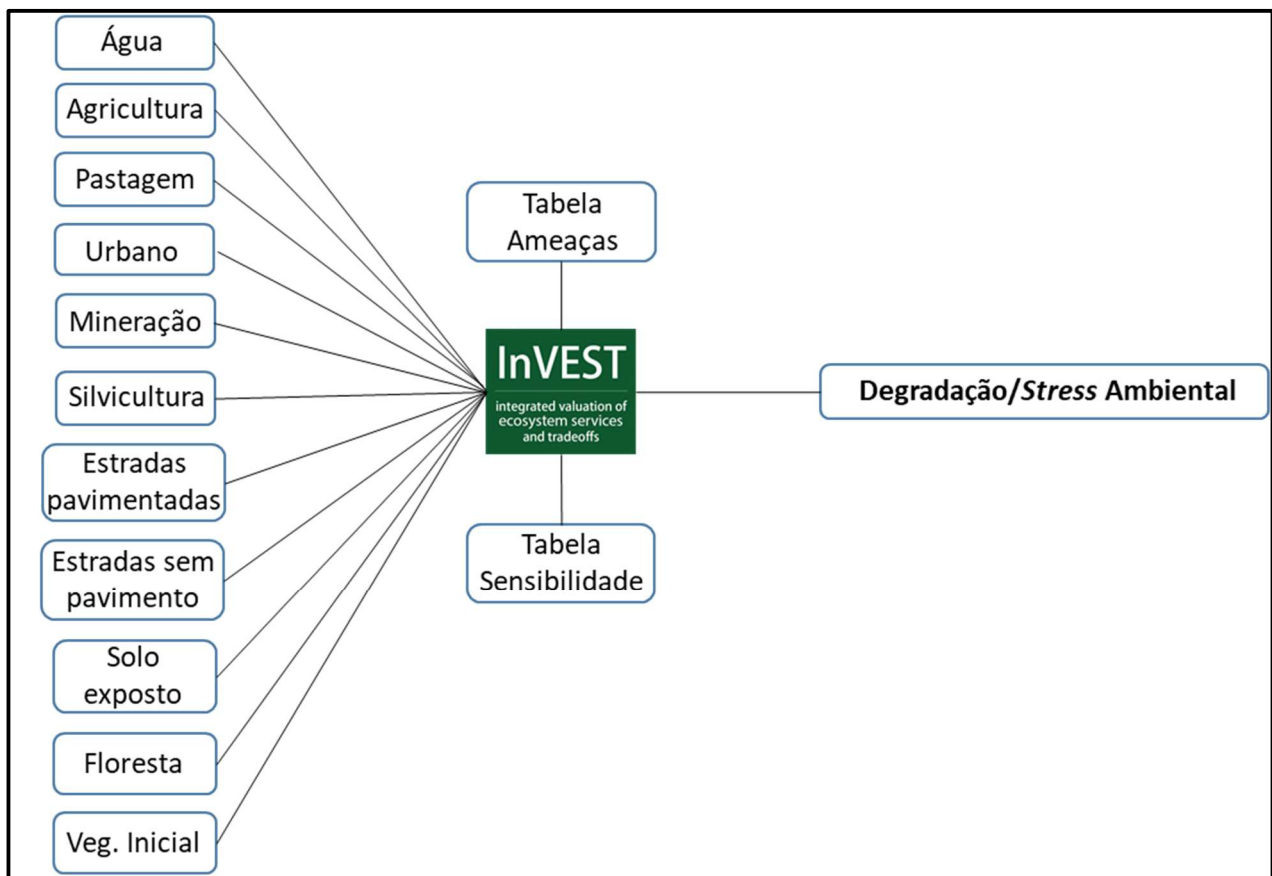 Água
Agricultura
Pastagem
Urbano
Mineração
Silvicultura
Estradas
pavimentadas
Estradas sem
pavimento
Solo
exposto
Floresta
Veg. Inicial
Tabela
Ameaças
InVEST
integrated valuation of
ecosystem services
and tradeoffs
Tabela
Sensibilidade
Degradação/Stress Ambiental